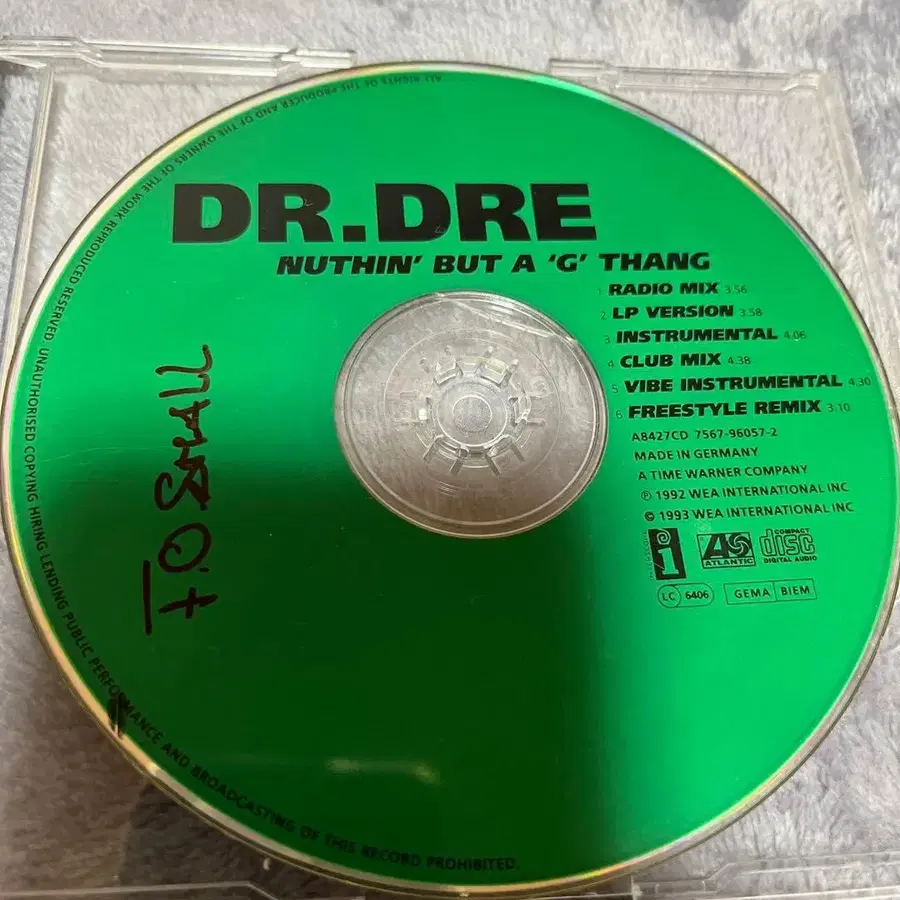 DR.DRE
NUTHIN' BUT A 'G' THANG
1 RADIO MIX 3.56
2 LP VERSION 3.58
3 INSTRUMENTAL 4.06
4 CLUB MIX 4.38
5 VIBE INSTRUMENTAL 4.30
6 FREESTYLE REMIX 3.10
A8427CD 7567-96057-2
MADE IN GERMANY
A TIME WARNER COMPANY
℗ 1992 WEA INTERNATIONAL INC
© 1993 WEA INTERNATIONAL INC
ATLANTIC
COMPACT
disc
DIGITAL AUDIO
LC 6406
GEMA BIEM
SMALL
ALL RIGHTS OF THE PRODUCER AND OF THE OWNERS OF THE WORK REPRODUCED RESERVED. UNAUTHORISED COPYING HIRING LENDING PUBLIC PERFORMANCE AND BROADCASTING OF THIS RECORD PROHIBITED.